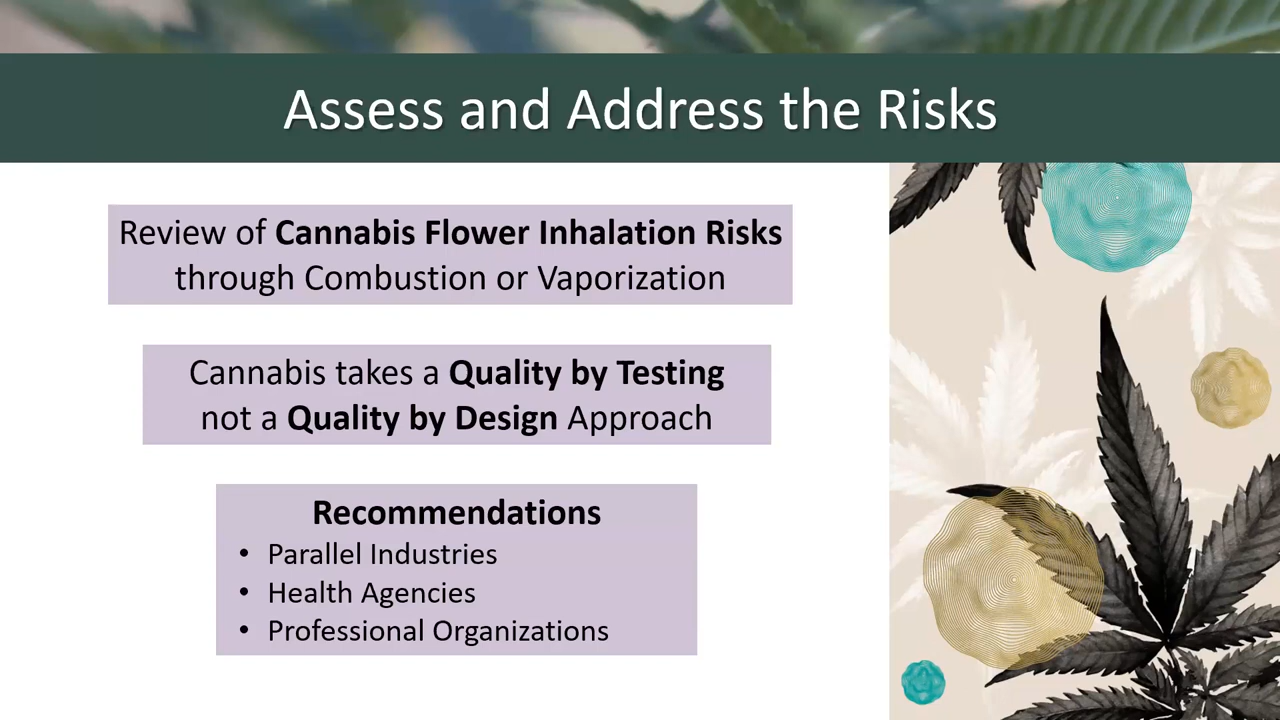 Assess and Address the Risks
Review of Cannabis Flower Inhalation Risks
through Combustion or Vaporization
Cannabis takes a Quality by Testing
not a Quality by Design Approach
Recommendations
• Parallel Industries
• Health Agencies
• Professional Organizations